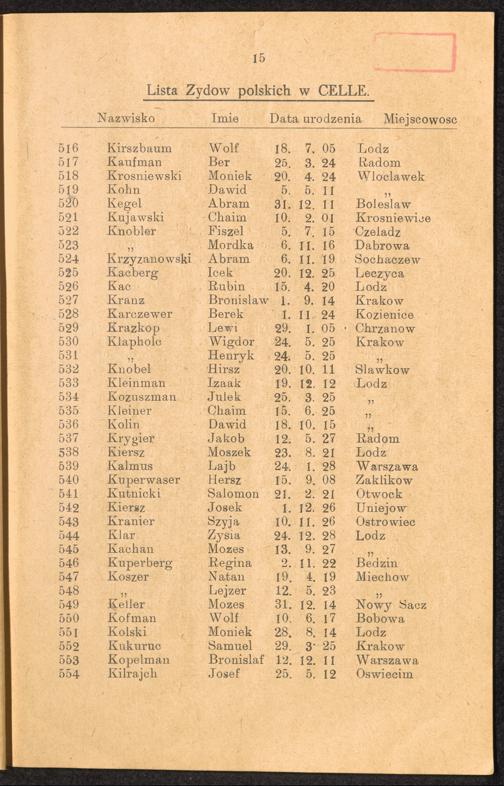 15
Lista Zydow polskich w CELLE.
Nazwisko Imie Data urodzenia Miejscowosc
516 Kirszbaum Wolf 18. 7. 05 Lodz
517 Kaufman Ber 25. 3. 24 Radom
518 Krosniewski Moniek 20. 4. 24 Wloclawek
519 Kohn Dawid 5. 5. 11 „
520 Kegel Abram 31. 12. 11 Boleslaw
521 Kujawski Chaim 10. 2. 01 Krosniewice
522 Knobler Fiszel 5. 7. 15 Czeladz
523 „ Mordka 6. 11. 16 Dabrowa
524 Krzyzanowski Abram 6. 11. 19 Sochaczew
525 Kacberg Icek 20. 12. 25 Leczyca
526 Kac Rubin 15. 4. 20 Lodz
527 Kranz Bronislaw 1. 9. 14 Krakow
528 Karczewer Berek 1. 11 24 Kozienice
529 Krazkop Lewi 29. 1. 05 Chrzanow
530 Klapholc Wigdor 24. 5. 25 Krakow
531 „ Henryk 24. 5. 25 „
532 Knobel Hirsz 20. 10. 11 Slawkow
533 Kleinman Izaak 19. 12. 12 Lodz
534 Kozuszman Julek 25. 3. 25 „
535 Kleiner Chaim 15. 6. 25 „
536 Kolin Dawid 18. 10. 15 „
537 Krygier Jakob 12. 5. 27 Radom
538 Kiersz Moszek 23. 8. 21 Lodz
539 Kalmus Lajb 24. 1. 28 Warszawa
540 Kuperwaser Hersz 15. 9. 08 Zaklikow
541 Kutnicki Salomon 21. 2. 21 Otwock
542 Kiersz Josek 1. 12. 26 Uniejow
543 Kranier Szyja 10. 11. 26 Ostrowiec
544 Klar Zysia 24. 12. 28 Lodz
545 Kachan Mozes 13. 9. 27 „
546 Kuperberg Regina 2. 11. 22 Bedzin
547 Koszer Natan 19. 4. 19 Miechow
548 „ Lejzer 12. 5. 23 „
549 Keller Mozes 31. 12. 14 Nowy Sacz
550 Kofman Wolf 10. 6. 17 Bobowa
551 Kolski Moniek 28. 8. 14 Lodz
552 Kukuruc Samuel 29. 3· 25 Krakow
553 Kopelman Bronislaf 12. 12. 11 Warszawa
554 Kilrajch Josef 25. 5. 12 Oswiecim